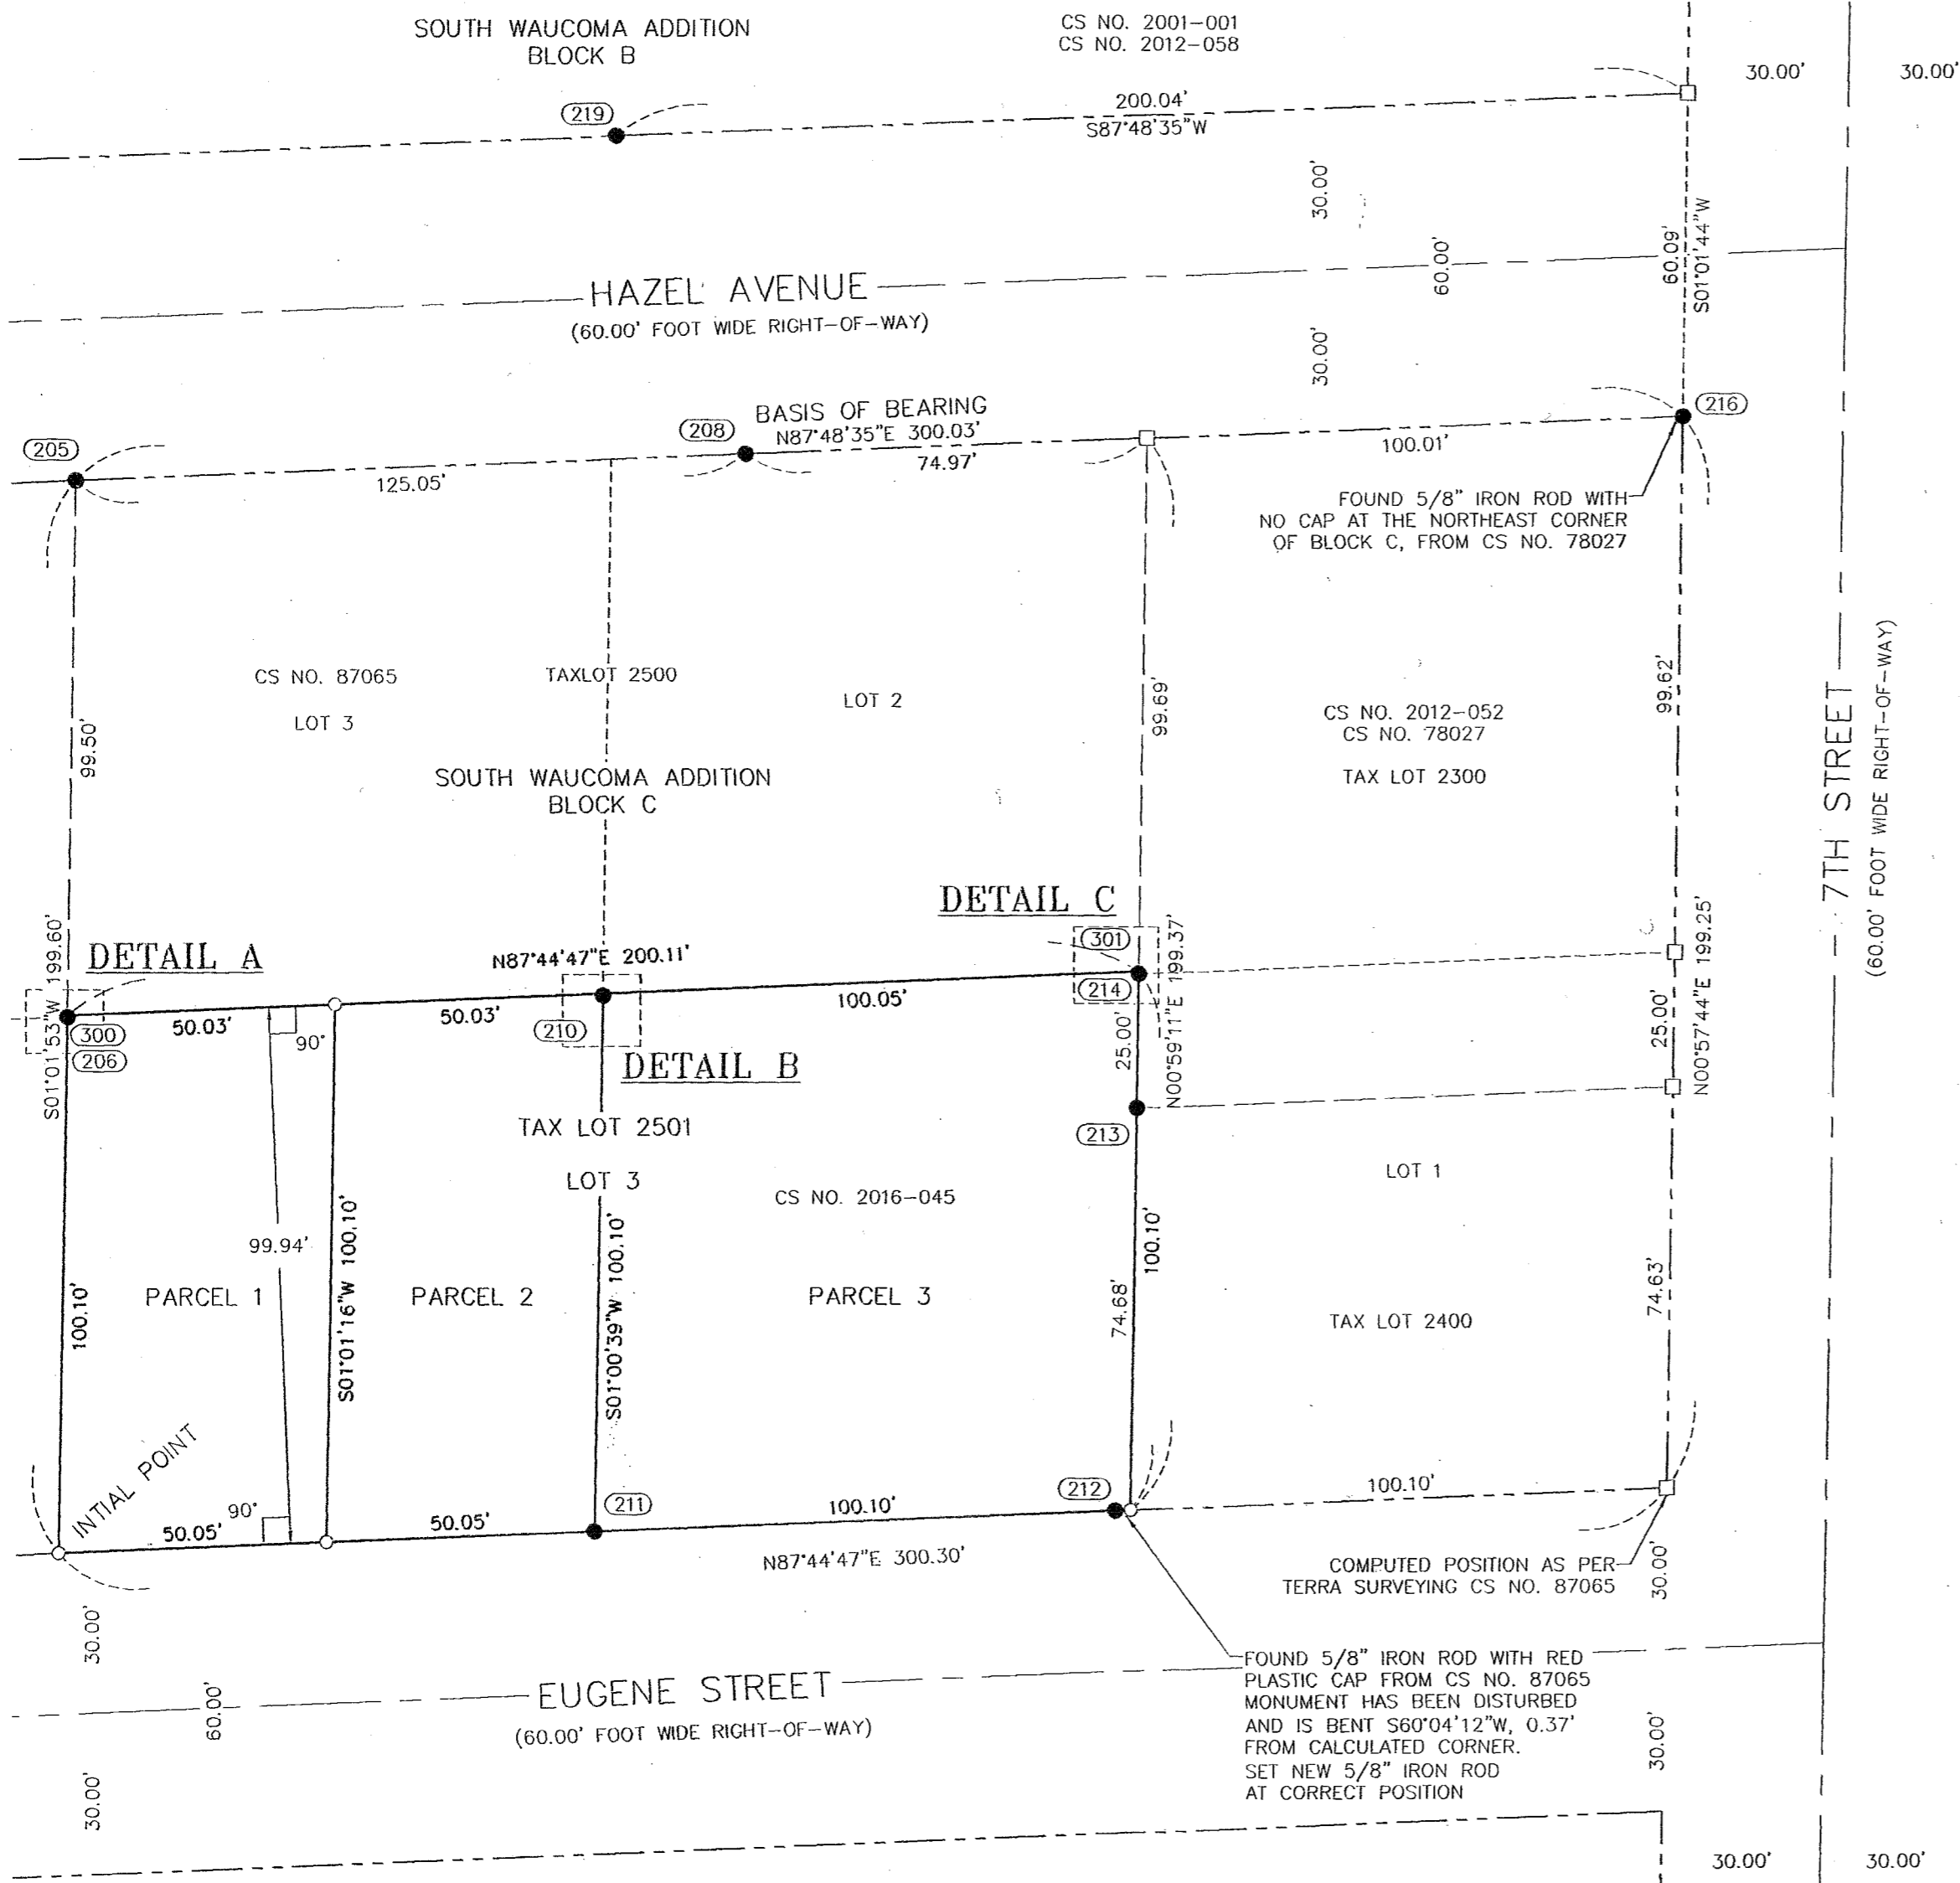 SOUTH WAUCOMA ADDITION
BLOCK B
CS NO. 2001-001
CS NO. 2012-058
30.00'
30.00'
219
200.04'
S87°48'35"W
30.00'
60.00'
60.09'
S01°01'44"W
HAZEL AVENUE
(60.00' FOOT WIDE RIGHT-OF-WAY)
30.00'
BASIS OF BEARING
N87°48'35"E 300.03'
205
208
216
125.05'
74.97'
100.01'
FOUND 5/8" IRON ROD WITH
NO CAP AT THE NORTHEAST CORNER
OF BLOCK C, FROM CS NO. 78027
CS NO. 87065
LOT 3
TAXLOT 2500
LOT 2
99.50'
99.69'
99.62'
CS NO. 2012-052
CS NO. 78027
TAX LOT 2300
SOUTH WAUCOMA ADDITION
BLOCK C
7TH STREET
(60.00' FOOT WIDE RIGHT-OF-WAY)
DETAIL C
DETAIL A
S01°01'53"W 199.60'
N87°44'47"E 200.11'
301
214
N00°59'11"E 199.37'
N00°57'44"E 199.25'
300
206
50.03'
90°
50.03'
210
100.05'
25.00'
25.00'
DETAIL B
TAX LOT 2501
LOT 3
213
CS NO. 2016-045
LOT 1
99.94'
S01°01'16"W 100.10'
S01°00'39"W 100.10'
100.10'
100.10'
74.68'
74.63'
PARCEL 1
PARCEL 2
PARCEL 3
TAX LOT 2400
INTIAL POINT
90°
50.05'
50.05'
211
100.10'
212
100.10'
N87°44'47"E 300.30'
COMPUTED POSITION AS PER
TERRA SURVEYING CS NO. 87065
30.00'
30.00'
60.00'
EUGENE STREET
(60.00' FOOT WIDE RIGHT-OF-WAY)
FOUND 5/8" IRON ROD WITH RED
PLASTIC CAP FROM CS NO. 87065
MONUMENT HAS BEEN DISTURBED
AND IS BENT S60°04'12"W, 0.37'
FROM CALCULATED CORNER.
SET NEW 5/8" IRON ROD
AT CORRECT POSITION
30.00'
30.00'
30.00'
30.00'